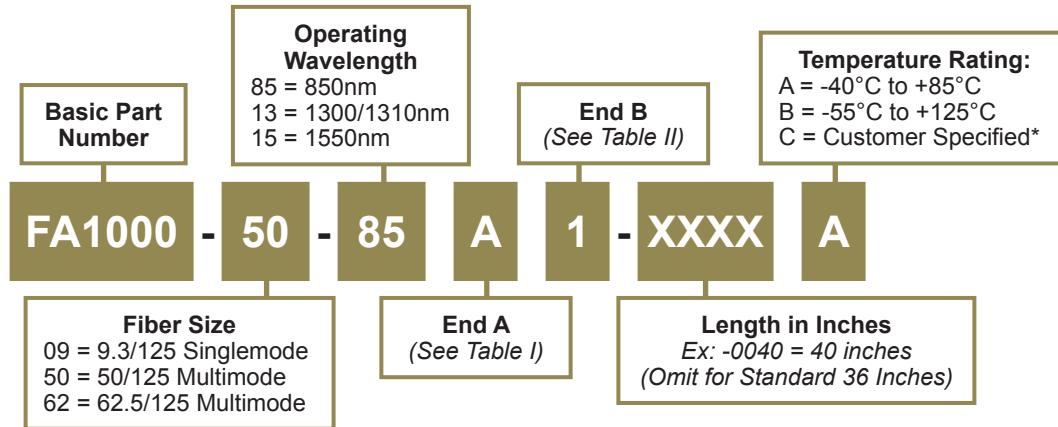 Operating
Wavelength
85 = 850nm
13 = 1300/1310nm
15 = 1550nm
Temperature Rating:
A = -40°C to +85°C
B = -55°C to +125°C
C = Customer Specified*
Basic Part
Number
End B
(See Table II)
FA1000 - 50 - 85 A 1 - XXXX A
Fiber Size
09 = 9.3/125 Singlemode
50 = 50/125 Multimode
62 = 62.5/125 Multimode
End A
(See Table I)
Length in Inches
Ex: -0040 = 40 inches
(Omit for Standard 36 Inches)